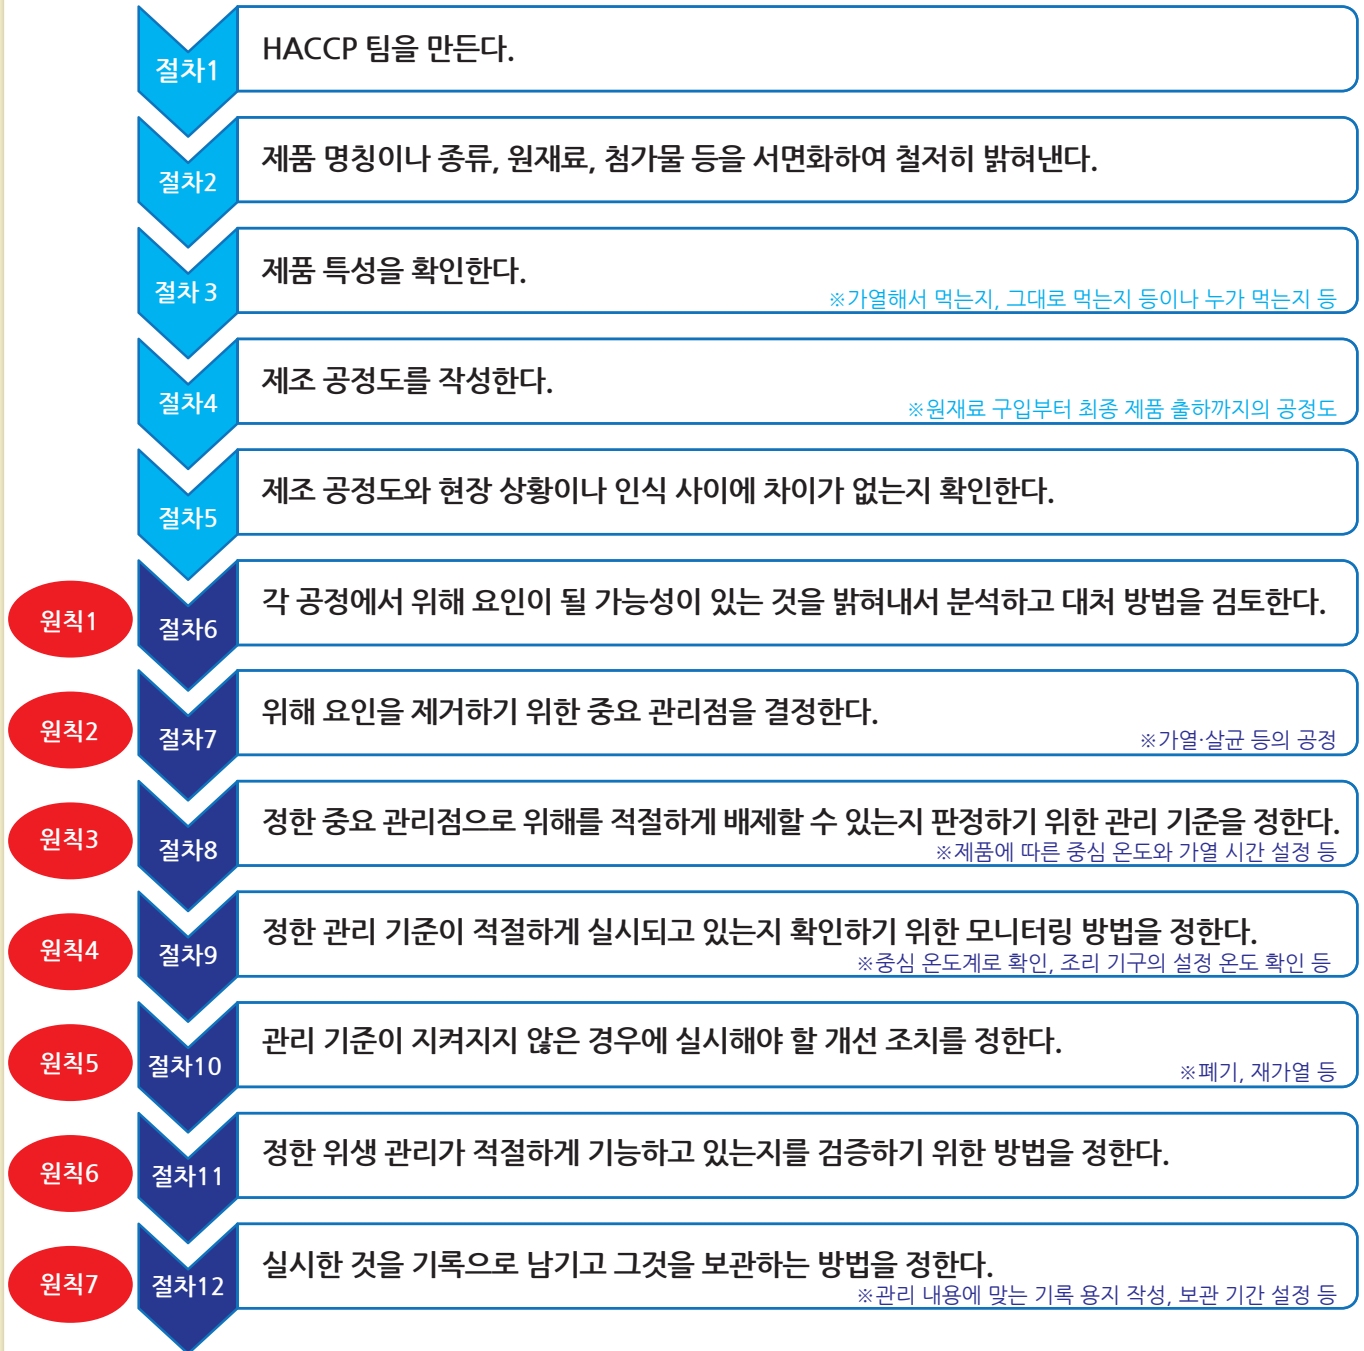 절차1
HACCP 팀을 만든다.
절차2
제품 명칭이나 종류, 원재료, 첨가물 등을 서면화하여 철저히 밝혀낸다.
절차 3
제품 특성을 확인한다.
※가열해서 먹는지, 그대로 먹는지 등이나 누가 먹는지 등
절차4
제조 공정도를 작성한다.
※원재료 구입부터 최종 제품 출하까지의 공정도
절차5
제조 공정도와 현장 상황이나 인식 사이에 차이가 없는지 확인한다.
원칙1
절차6
각 공정에서 위해 요인이 될 가능성이 있는 것을 밝혀내서 분석하고 대처 방법을 검토한다.
원칙2
절차7
위해 요인을 제거하기 위한 중요 관리점을 결정한다.
※가열·살균 등의 공정
원칙3
절차8
정한 중요 관리점으로 위해를 적절하게 배제할 수 있는지 판정하기 위한 관리 기준을 정한다.
※제품에 따른 중심 온도와 가열 시간 설정 등
원칙4
절차9
정한 관리 기준이 적절하게 실시되고 있는지 확인하기 위한 모니터링 방법을 정한다.
※중심 온도계로 확인, 조리 기구의 설정 온도 확인 등
원칙5
절차10
관리 기준이 지켜지지 않은 경우에 실시해야 할 개선 조치를 정한다.
※폐기, 재가열 등
원칙6
절차11
정한 위생 관리가 적절하게 기능하고 있는지를 검증하기 위한 방법을 정한다.
원칙7
절차12
실시한 것을 기록으로 남기고 그것을 보관하는 방법을 정한다.
※관리 내용에 맞는 기록 용지 작성, 보관 기간 설정 등